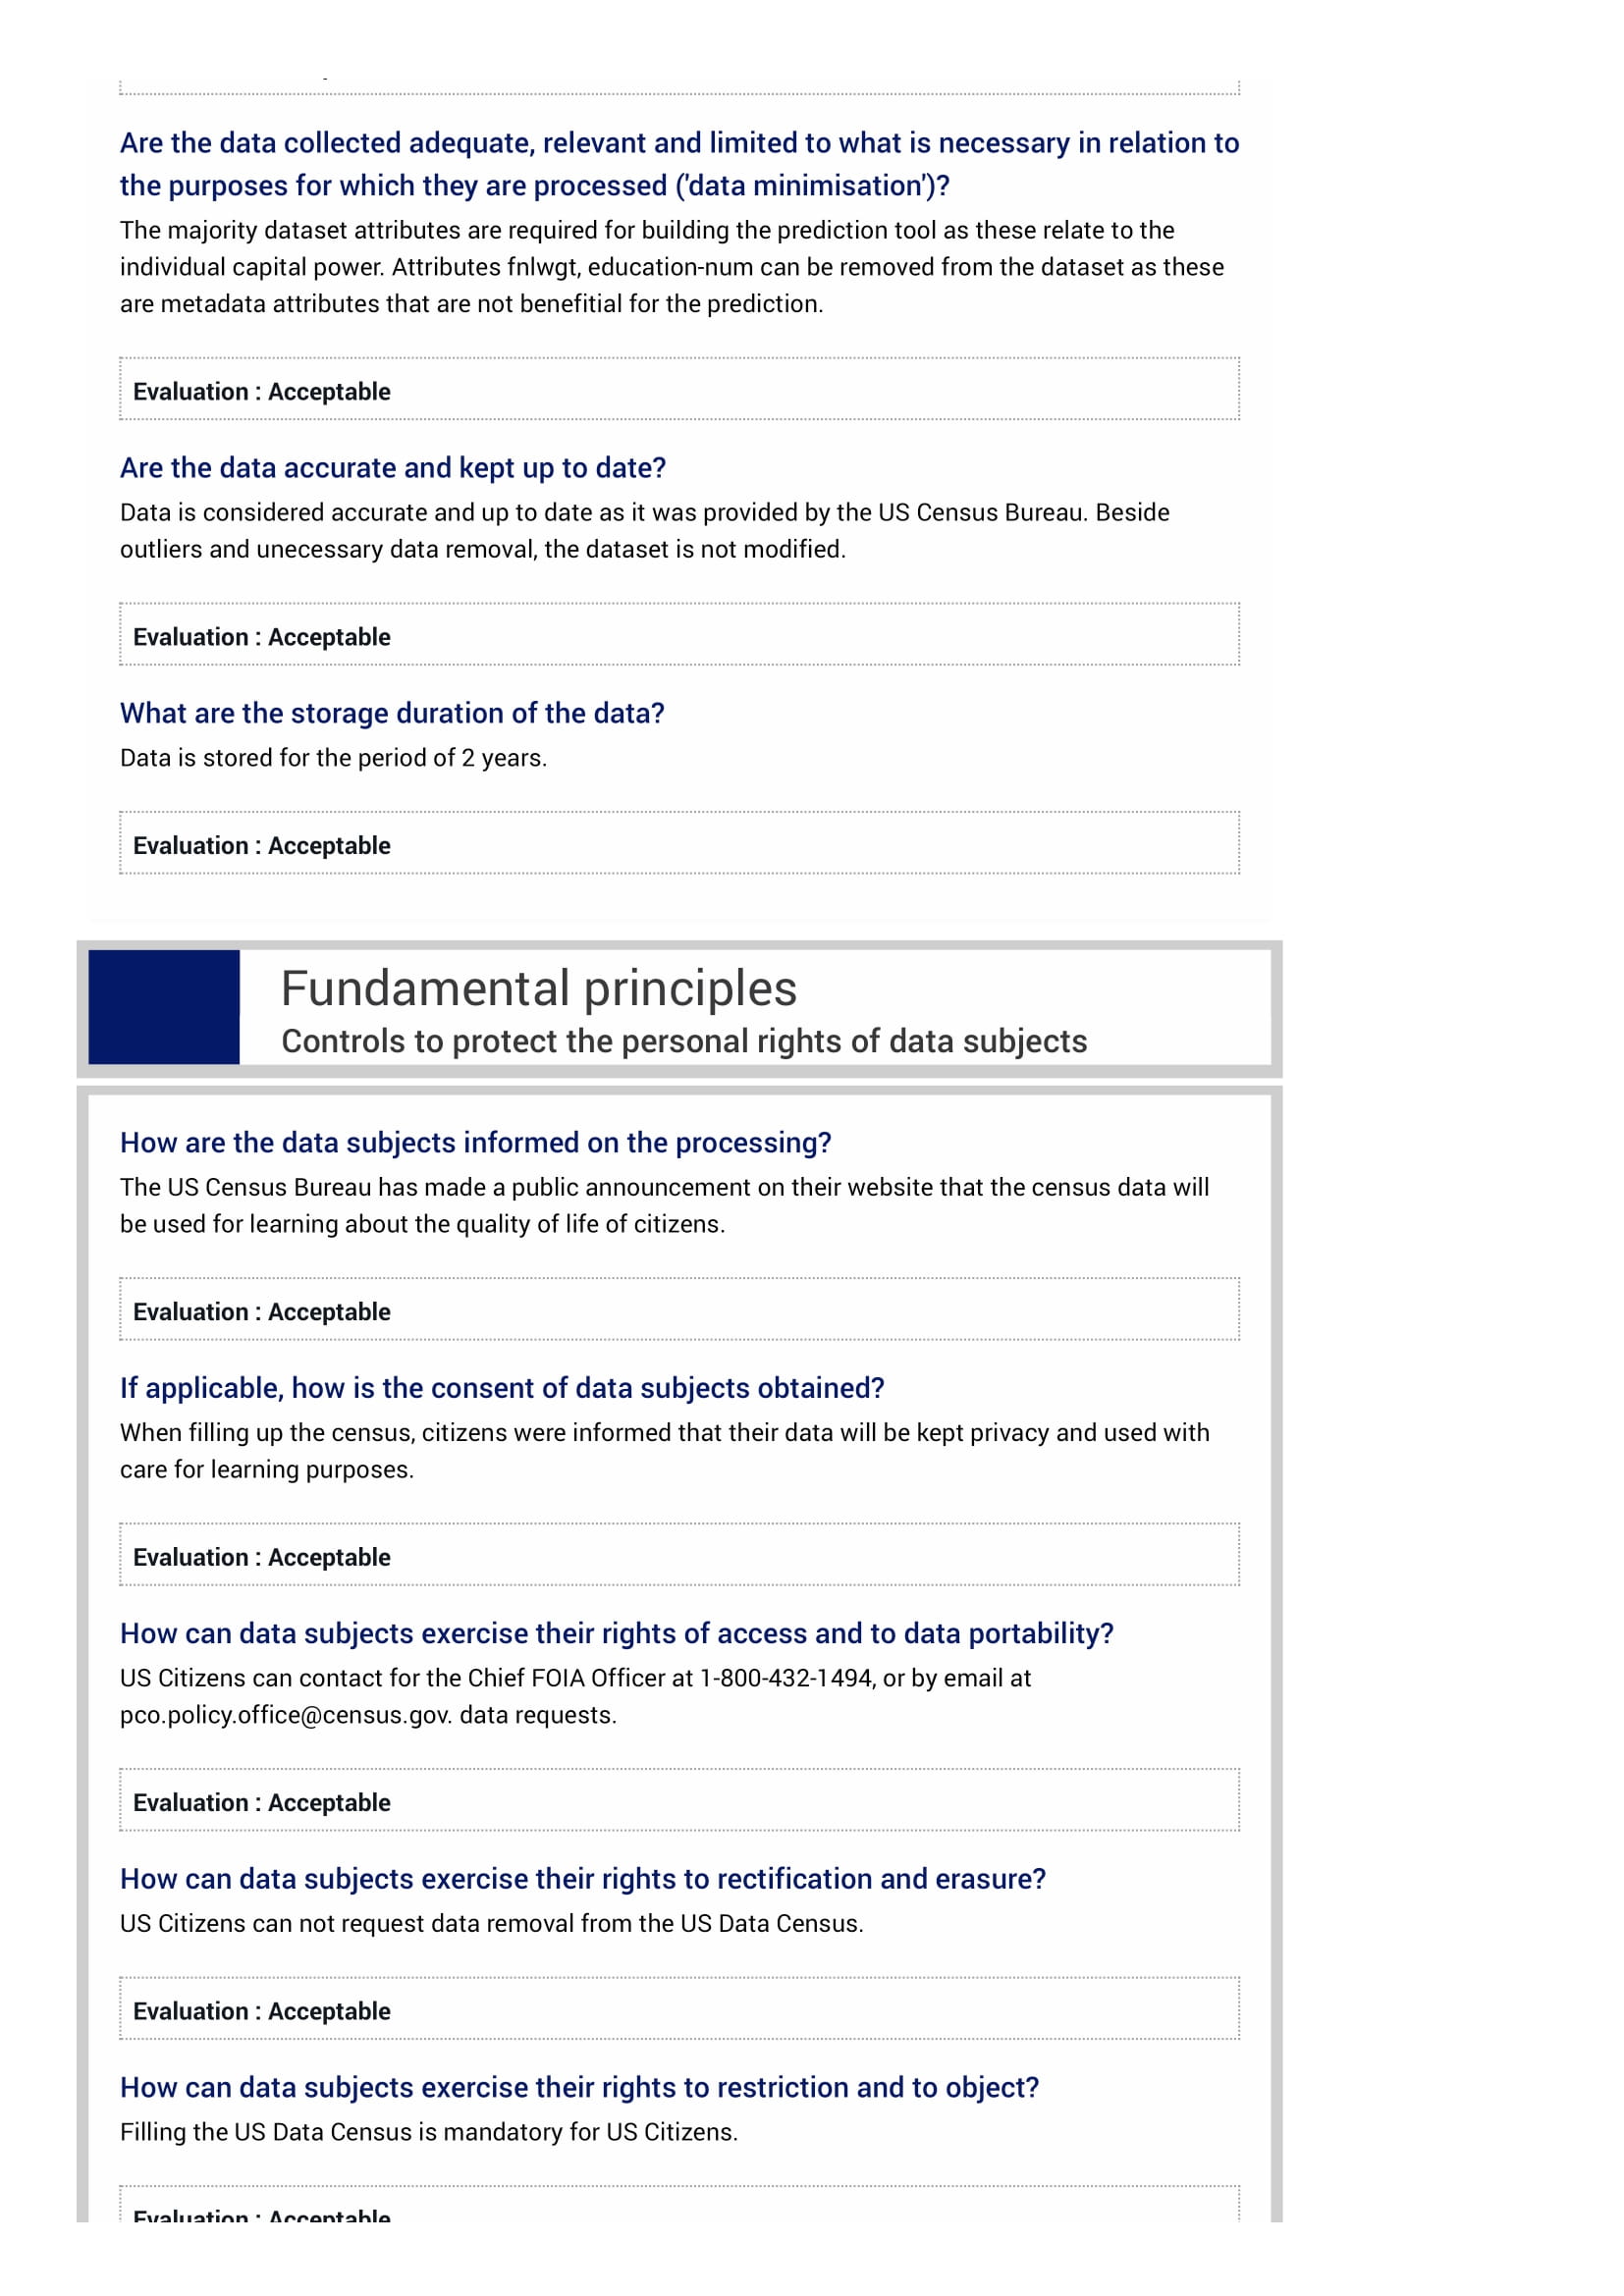 Are the data collected adequate, relevant and limited to what is necessary in relation to
the purposes for which they are processed ('data minimisation')?
The majority dataset attributes are required for building the prediction tool as these relate to the
individual capital power. Attributes fnlwgt, education-num can be removed from the dataset as these
are metadata attributes that are not benefitial for the prediction.
Evaluation : Acceptable
Are the data accurate and kept up to date?
Data is considered accurate and up to date as it was provided by the US Census Bureau. Beside
outliers and unecessary data removal, the dataset is not modified.
Evaluation : Acceptable
What are the storage duration of the data?
Data is stored for the period of 2 years.
Evaluation : Acceptable
Fundamental principles
Controls to protect the personal rights of data subjects
How are the data subjects informed on the processing?
The US Census Bureau has made a public announcement on their website that the census data will
be used for learning about the quality of life of citizens.
Evaluation : Acceptable
If applicable, how is the consent of data subjects obtained?
When filling up the census, citizens were informed that their data will be kept privacy and used with
care for learning purposes.
Evaluation : Acceptable
How can data subjects exercise their rights of access and to data portability?
US Citizens can contact for the Chief FOIA Officer at 1-800-432-1494, or by email at
pco.policy.office@census.gov. data requests.
Evaluation : Acceptable
How can data subjects exercise their rights to rectification and erasure?
US Citizens can not request data removal from the US Data Census.
Evaluation : Acceptable
How can data subjects exercise their rights to restriction and to object?
Filling the US Data Census is mandatory for US Citizens.
Evaluation : Acceptable